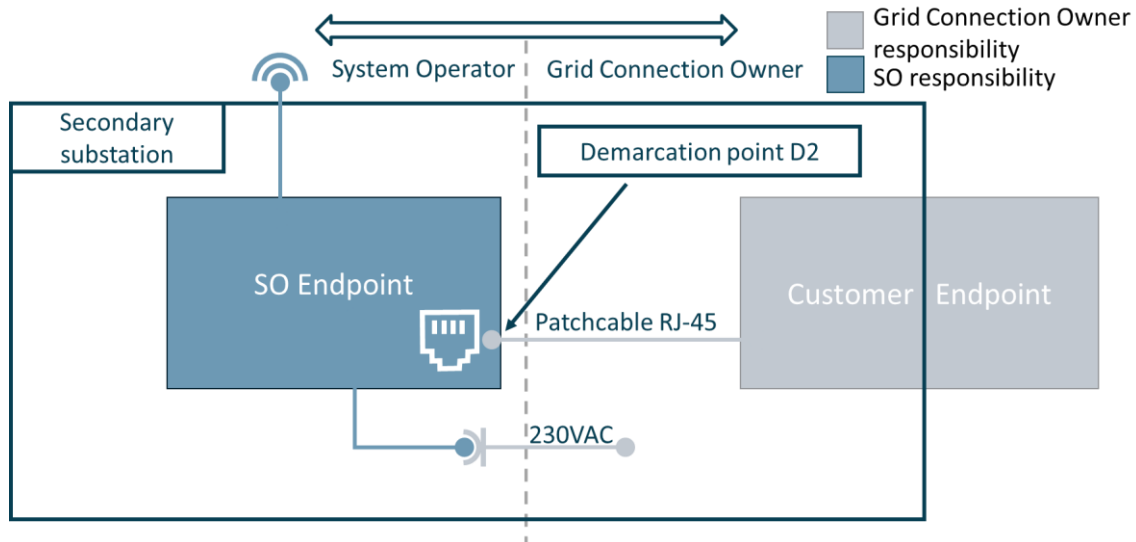 Grid Connection Owner
responsibility
SO responsibility
System Operator
Grid Connection Owner
Secondary
substation
Demarcation point D2
SO Endpoint
Customer Endpoint
Patchcable RJ-45
230VAC